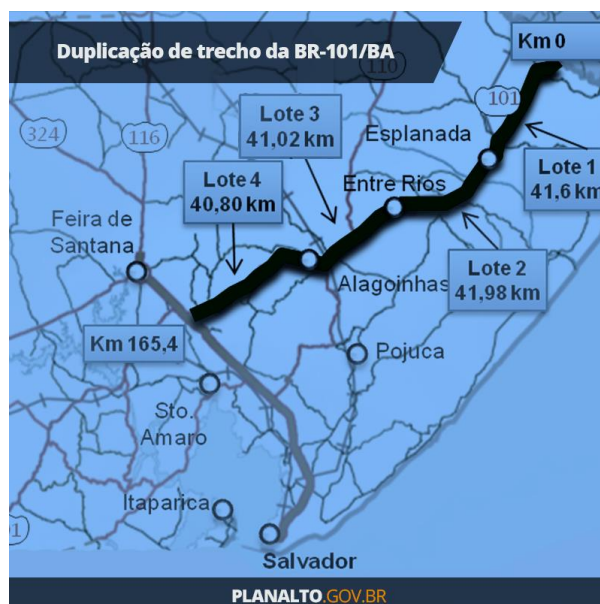 Duplicação de trecho da BR-101/BA
Km 0
110
101
324
116
Lote 3
41,02 km
Esplanada
Lote 1
41,6 km
Lote 4
40,80 km
Entre Rios
Feira de
Santana
Lote 2
41,98 km
Alagoinhas
Km 165,4
Pojuca
Sto.
Amaro
Itaparica
Salvador
PLANALTO.GOV.BR